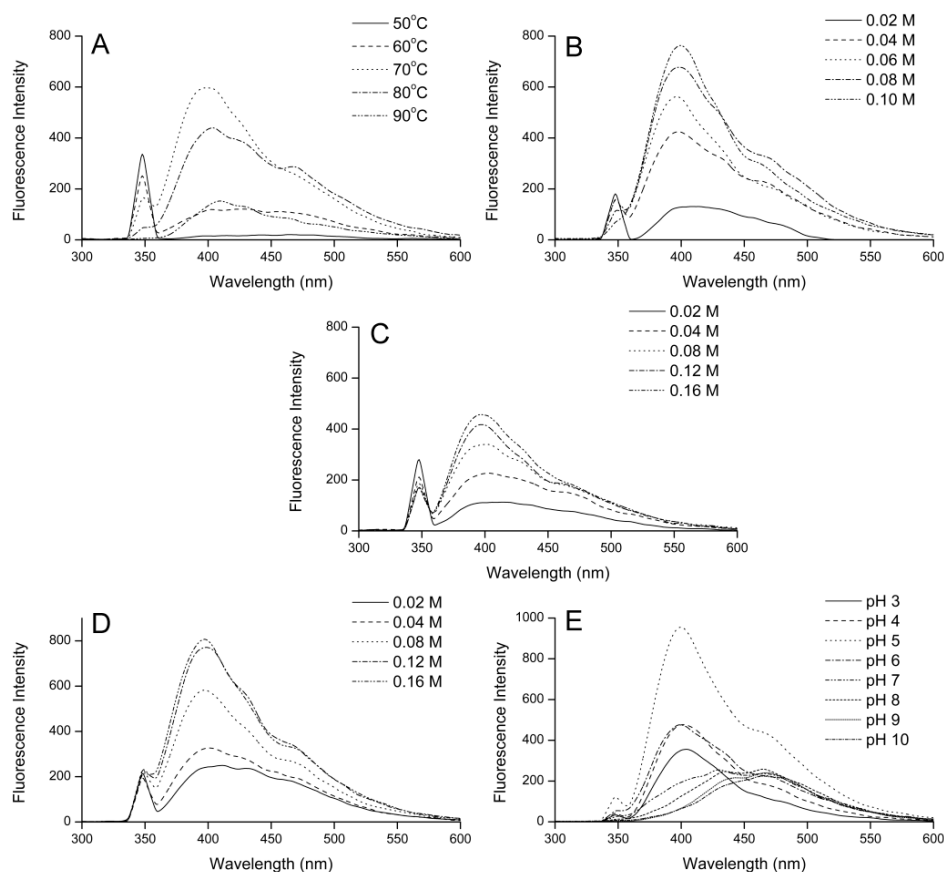 A
50°C
60°C
70°C
80°C
90°C
800
600
400
200
0
300 350 400 450 500 550 600
Fluorescence Intensity
Wavelength (nm)
B
0.02 M
0.04 M
0.06 M
0.08 M
0.10 M
800
600
400
200
0
300 350 400 450 500 550 600
Fluorescence Intensity
Wavelength (nm)
C
0.02 M
0.04 M
0.08 M
0.12 M
0.16 M
800
600
400
200
0
300 350 400 450 500 550 600
Fluorescence Intensity
Wavelength (nm)
D
0.02 M
0.04 M
0.08 M
0.12 M
0.16 M
800
600
400
200
0
300 350 400 450 500 550 600
Fluorescence Intensity
Wavelength (nm)
E
pH 3
pH 4
pH 5
pH 6
pH 7
pH 8
pH 9
pH 10
1000
800
600
400
200
0
300 350 400 450 500 550 600
Fluorescence Intensity
Wavelength (nm)